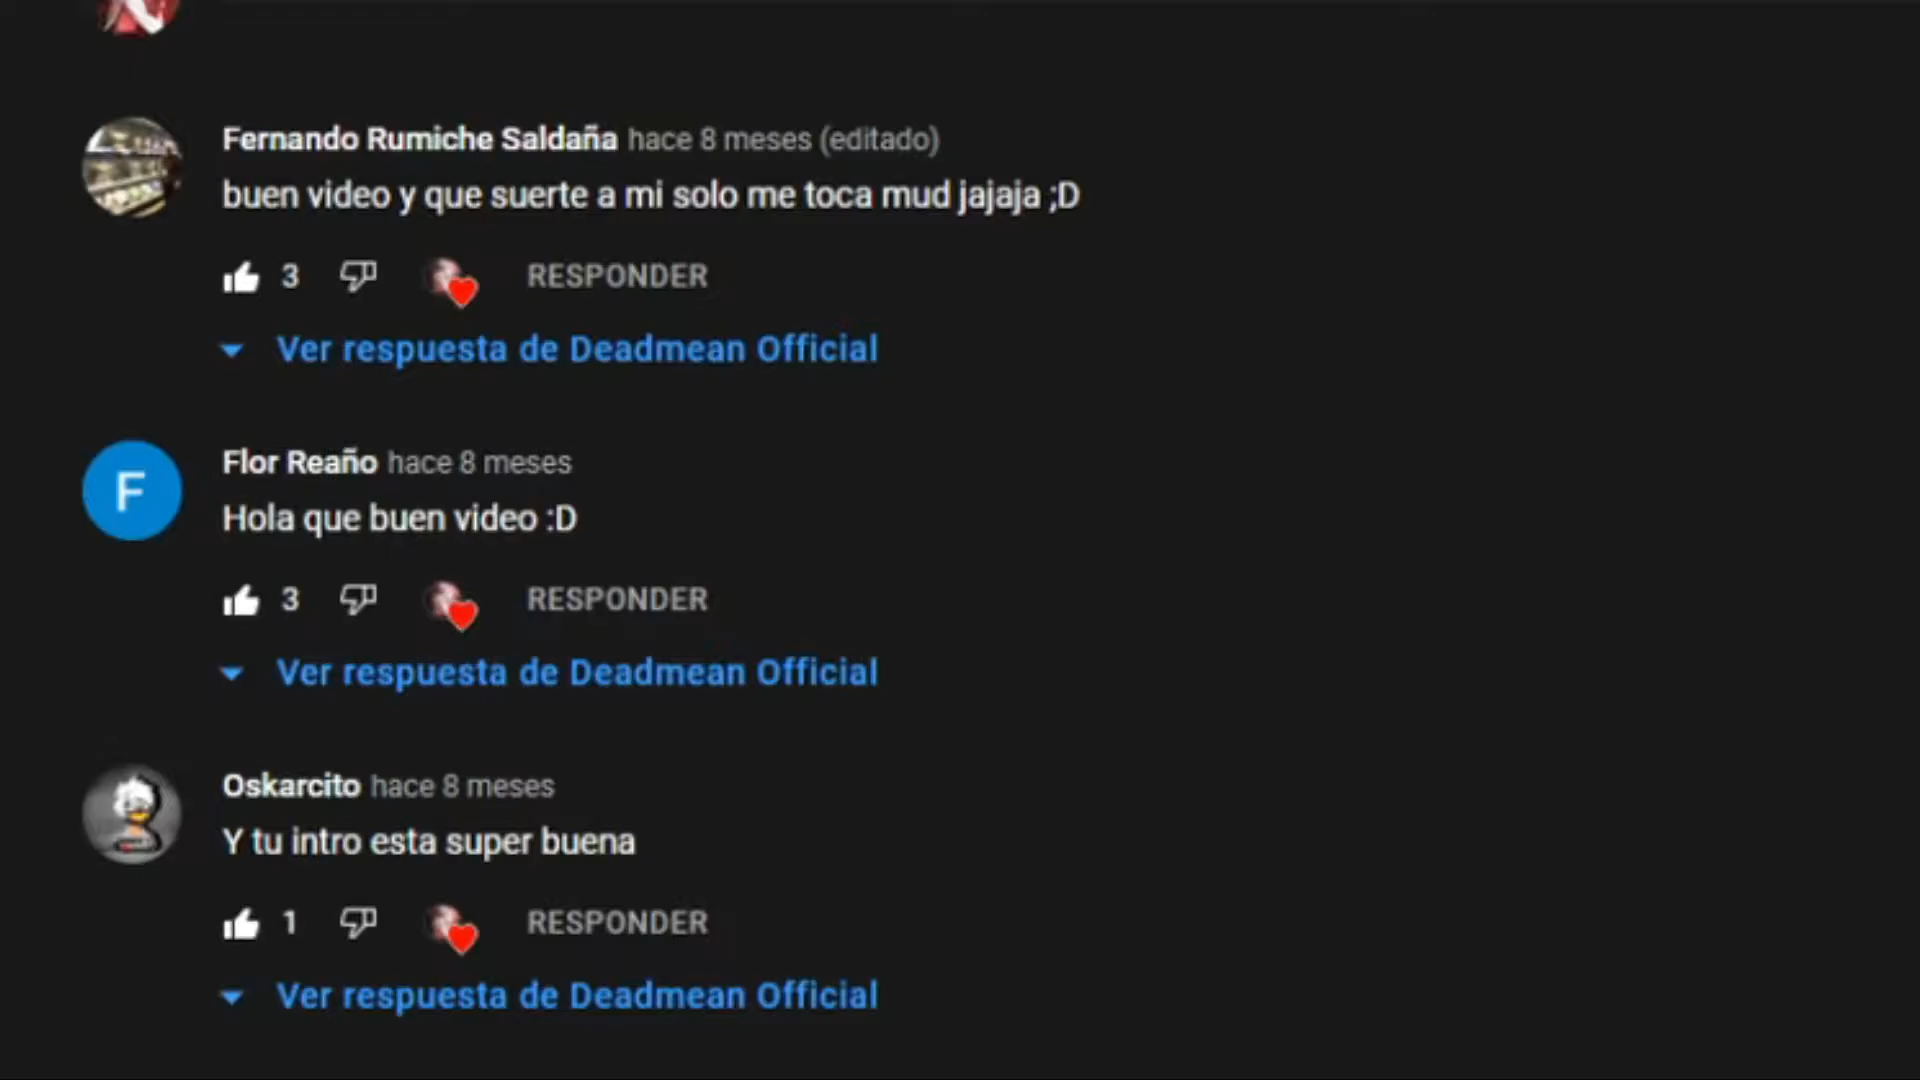 Fernando Rumiche Saldaña hace 8 meses (editado)
buen video y que suerte a mi solo me toca mud jajaja ;D
3 RESPONDER
Ver respuesta de Deadmean Official
F
Flor Reaño hace 8 meses
Hola que buen video :D
3 RESPONDER
Ver respuesta de Deadmean Official
Oskarcito hace 8 meses
Y tu intro esta super buena
1 RESPONDER
Ver respuesta de Deadmean Official